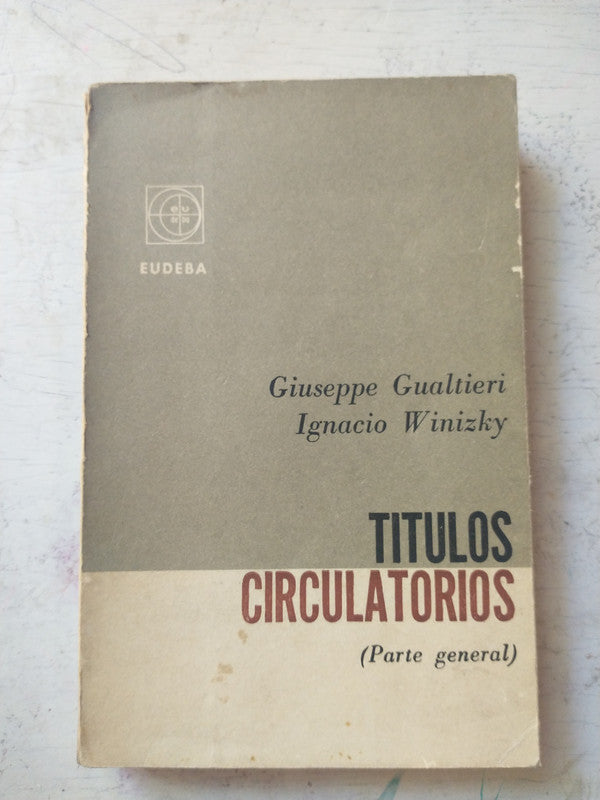 EUDEBA
Giuseppe Gualtieri
Ignacio Winizky
TITULOS
CIRCULATORIOS
(Parte general)